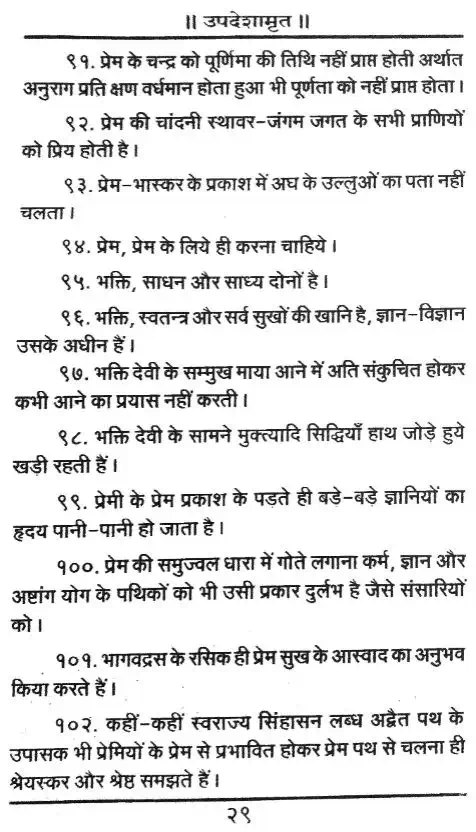 ॥ उपदेशामृत ॥
९१. प्रेम के चन्द्र को पूर्णिमा की तिथि नहीं प्राप्त होती अर्थात
अनुराग प्रति क्षण वर्धमान होता हुआ भी पूर्णता को नहीं प्राप्त होता।
९२. प्रेम की चांदनी स्थावर-जंगम जगत के सभी प्राणियों
को प्रिय होती है।
९३. प्रेम-भास्कर के प्रकाश में अघ के उल्लुओं का पता नहीं
चलता।
९४. प्रेम, प्रेम के लिये ही करना चाहिये।
९५. भक्ति, साधन और साध्य दोनों है।
९६. भक्ति, स्वतन्त्र और सर्व सुखों की खानि है, ज्ञान-विज्ञान
उसके अधीन हैं।
९७. भक्ति देवी के सम्मुख माया आने में अति संकुचित होकर
कभी आने का प्रयास नहीं करती।
९८. भक्ति देवी के सामने मुक्त्यादि सिद्धियाँ हाथ जोड़े हुये
खड़ी रहती हैं।
९९. प्रेमी के प्रेम प्रकाश के पड़ते ही बड़े-बड़े ज्ञानियों का
हृदय पानी-पानी हो जाता है।
१००. प्रेम की समुज्वल धारा में गोते लगाना कर्म, ज्ञान और
अष्टांग योग के पथिकों को भी उसी प्रकार दुर्लभ है जैसे संसारियों
को।
१०१. भागवद्रस के रसिक ही प्रेम सुख के आस्वाद का अनुभव
किया करते हैं।
१०२. कहीं-कहीं स्वराज्य सिंहासन लब्ध अद्वैत पथ के
उपासक भी प्रेमियों के प्रेम से प्रभावित होकर प्रेम पथ से चलना ही
श्रेयस्कर और श्रेष्ठ समझते हैं।
२९